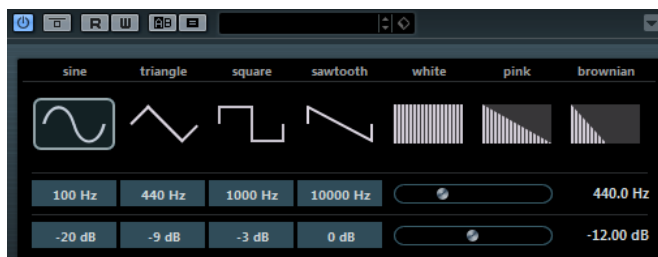 R W AB
sine triangle square sawtooth white pink brownian
100 Hz 440 Hz 1000 Hz 10000 Hz 440.0 Hz
-20 dB -9 dB -3 dB 0 dB -12.00 dB